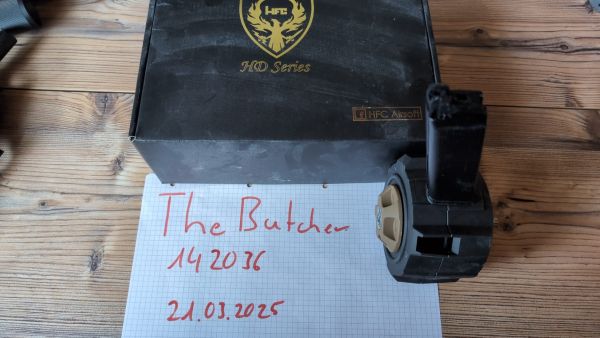 HFC
HD Series
HFC Airsoft
The Butcher
142036
21.03.2025